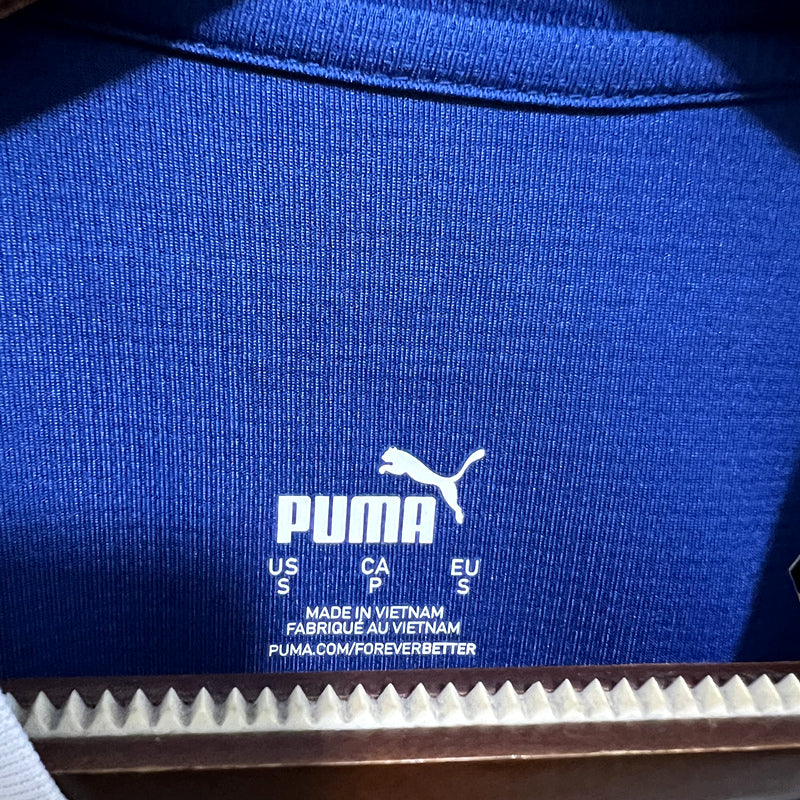 PUMA
US CA EU
S P S
MADE IN VIETNAM
FABRIQUÉ AU VIETNAM
PUMA.COM/FOREVERBETTER